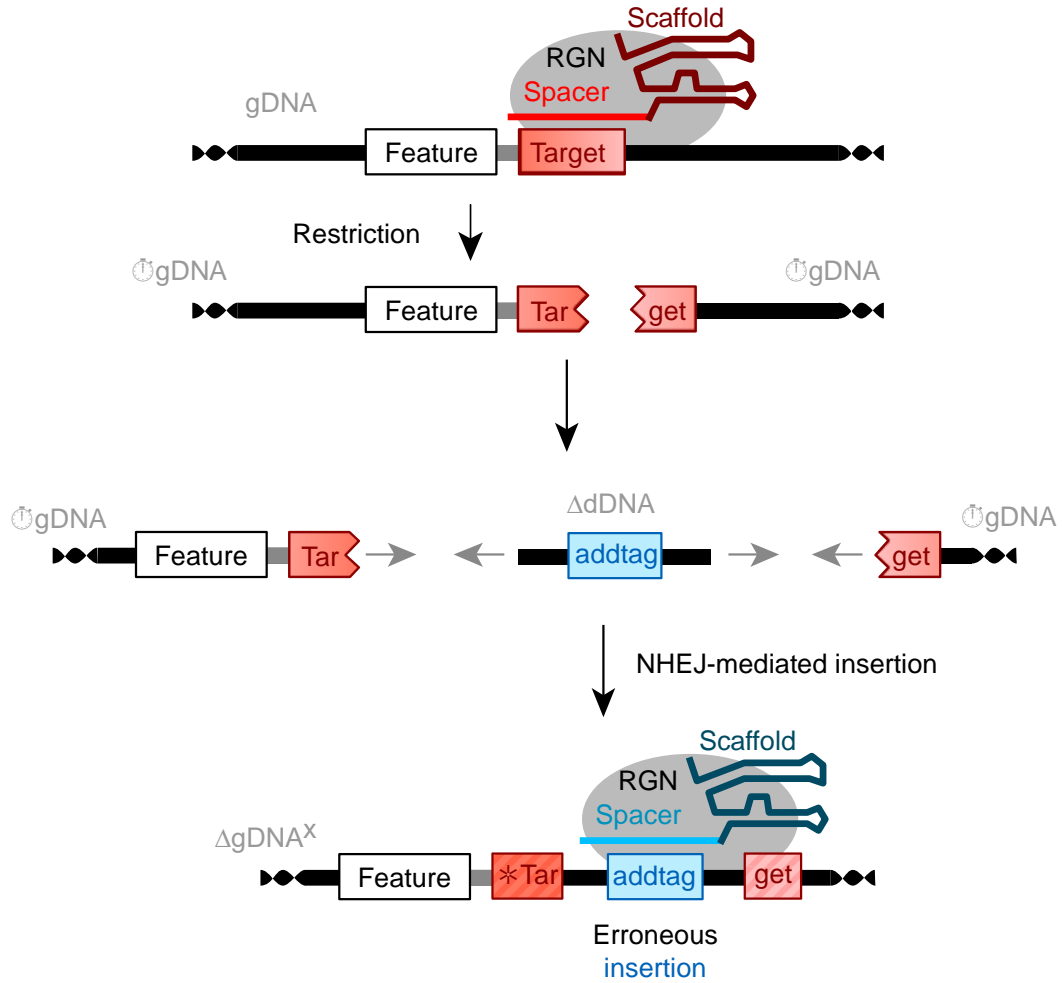 Scaffold
RGN
Spacer
gDNA
Feature
Target
Restriction
⏱gDNA
⏱gDNA
Feature
Tar
get
⏱gDNA
ΔdDNA
⏱gDNA
Feature
Tar
addtag
get
NHEJ-mediated insertion
Scaffold
RGN
Spacer
ΔgDNAˣ
Feature
*Tar
addtag
get
Erroneous
insertion